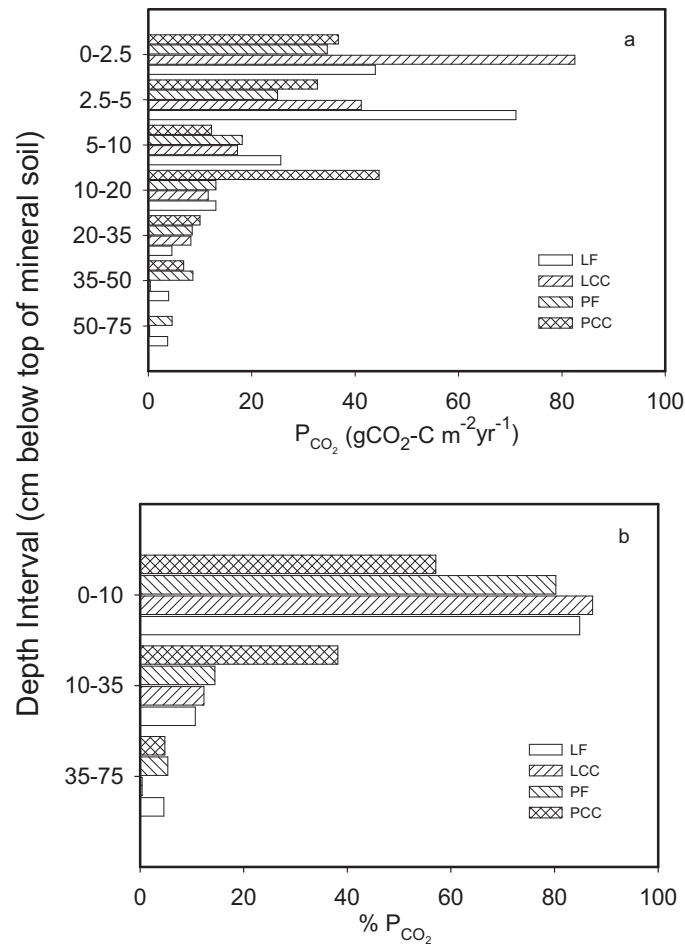 Depth Interval (cm below top of mineral soil)
a
0-2.5
2.5-5
5-10
10-20
20-35
35-50
50-75
LF
LCC
PF
PCC
0 20 40 60 80 100
P_CO₂ (gCO₂-C m⁻²yr⁻¹)
b
0-10
10-35
35-75
LF
LCC
PF
PCC
0 20 40 60 80 100
% P_CO₂